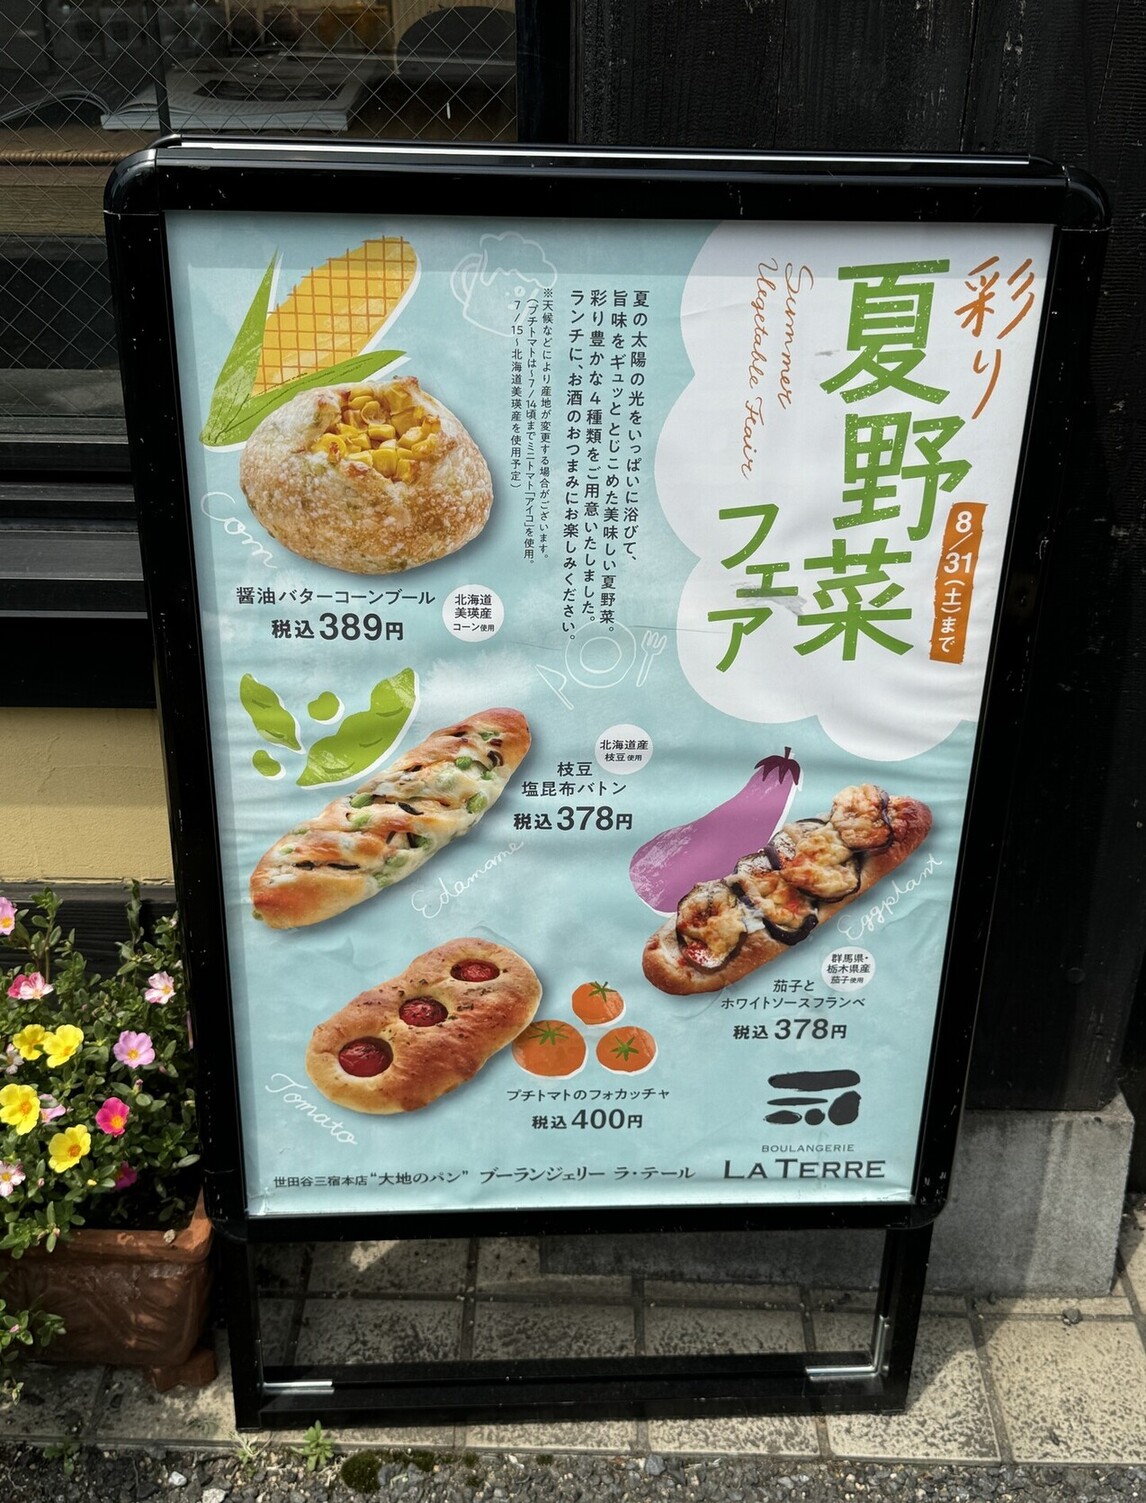 彩り
夏野菜
フェア
Summer
Vegetable Fair
8/31(土)まで
夏の太陽の光をいっぱいに浴びて、
旨味をギュッととじこめた美味しい夏野菜。
彩り豊かな4種類をご用意いたしました。
ランチに、お酒のおつまみにお楽しみください。
※天候などにより産地が変更する場合がございます。
(プチトマトは〜7/14頃までミニトマト「アイコ」を使用。
7/15〜北海道美瑛産を使用予定)
Corn
醤油バターコーンブール
税込389円
北海道
美瑛産
コーン使用
枝豆
塩昆布バトン
税込378円
北海道産
枝豆使用
Edamame
Eggplant
群馬県・
栃木県産
茄子使用
茄子と
ホワイトソースフランベ
税込378円
Tomato
プチトマトのフォカッチャ
税込400円
世田谷三宿本店“大地のパン” ブーランジェリー ラ・テール
BOULANGERIE
LA TERRE